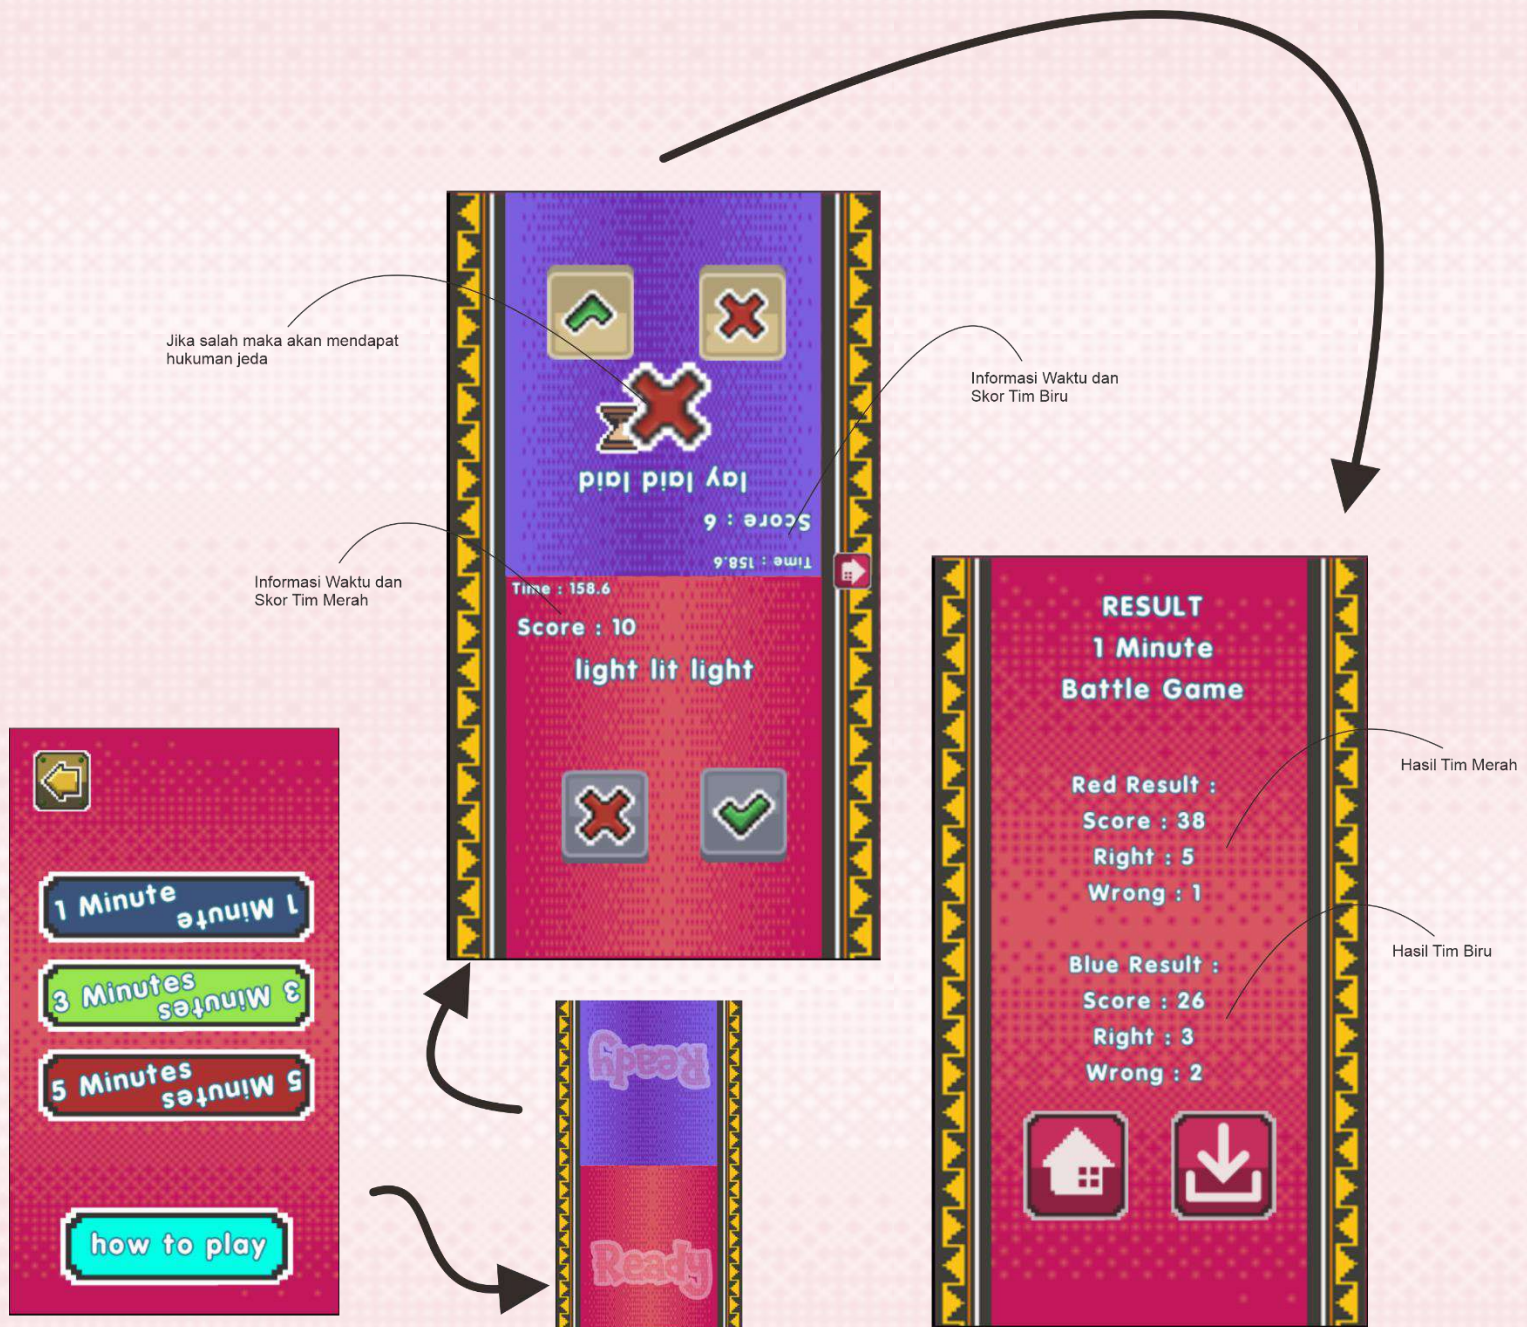 Jika salah maka akan mendapat
hukuman jeda
Informasi Waktu dan
Skor Tim Biru
lay laid laid
Score : 6
Time : 158.6
Informasi Waktu dan
Skor Tim Merah
Time : 158.6
Score : 10
light lit light
1 Minute
1 Minute
3 Minutes
3 Minutes
5 Minutes
5 Minutes
how to play
Ready
Ready
RESULT
1 Minute
Battle Game
Red Result :
Score : 38
Right : 5
Wrong : 1
Blue Result :
Score : 26
Right : 3
Wrong : 2
Hasil Tim Merah
Hasil Tim Biru